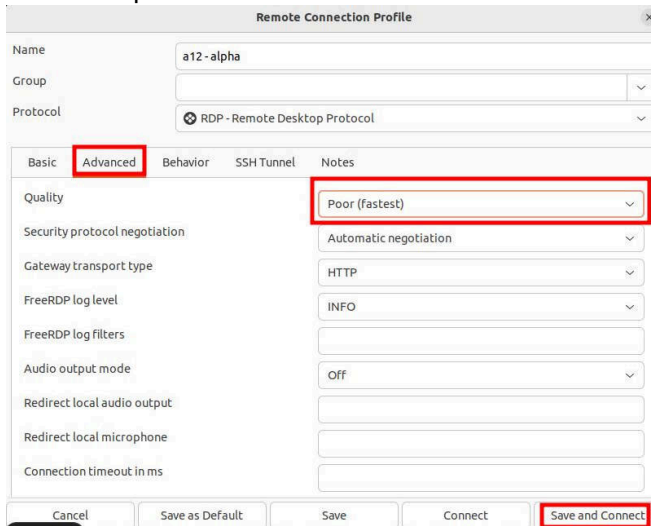 Remote Connection Profile
Name
a12 - alpha
Group
Protocol
RDP - Remote Desktop Protocol
Basic Advanced Behavior SSH Tunnel Notes
Quality
Poor (fastest)
Security protocol negotiation
Automatic negotiation
Gateway transport type
HTTP
FreeRDP log level
INFO
FreeRDP log filters
Audio output mode
Off
Redirect local audio output
Redirect local microphone
Connection timeout in ms
Cancel Save as Default Save Connect Save and Connect